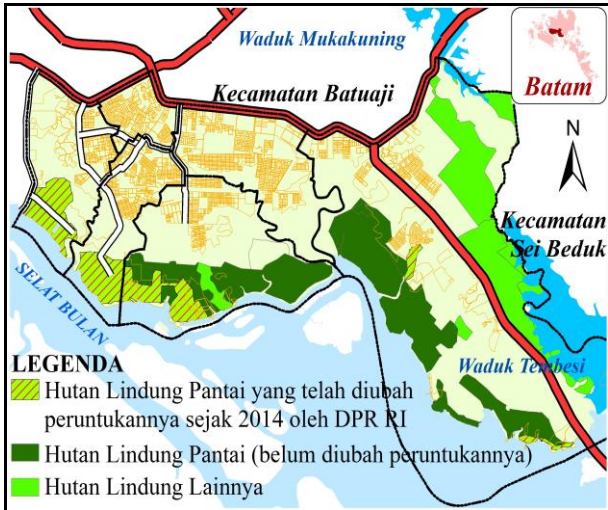 Waduk Mukakuning
Batam
Kecamatan Batuaji
N
Kecamatan
Sei Beduk
SELAT BULAN
Waduk Tembesi
LEGENDA
Hutan Lindung Pantai yang telah diubah
peruntukannya sejak 2014 oleh DPR RI
Hutan Lindung Pantai (belum diubah peruntukannya)
Hutan Lindung Lainnya